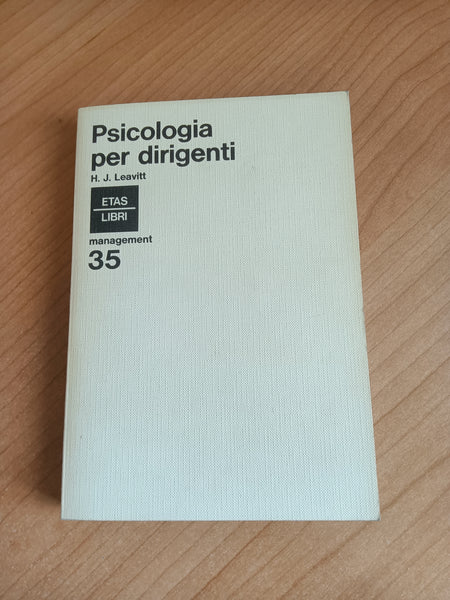 Psicologia
per dirigenti
H. J. Leavitt
ETAS
LIBRI
management
35